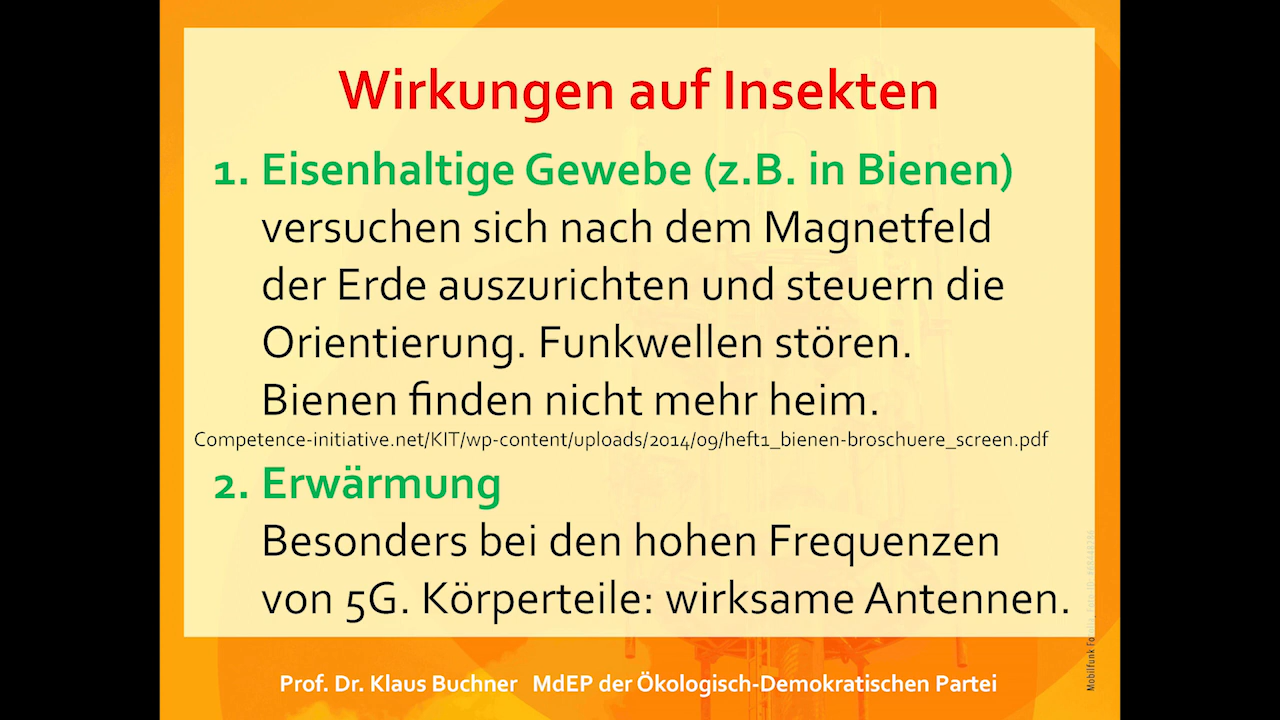 Wirkungen auf Insekten
1. Eisenhaltige Gewebe (z.B. in Bienen)
versuchen sich nach dem Magnetfeld
der Erde auszurichten und steuern die
Orientierung. Funkwellen stören.
Bienen finden nicht mehr heim.
Competence-initiative.net/KIT/wp-content/uploads/2014/09/heft1_bienen-broschuere_screen.pdf
2. Erwärmung
Besonders bei den hohen Frequenzen
von 5G. Körperteile: wirksame Antennen.
Prof. Dr. Klaus Buchner MdEP der Ökologisch-Demokratischen Partei
Mobilfunk